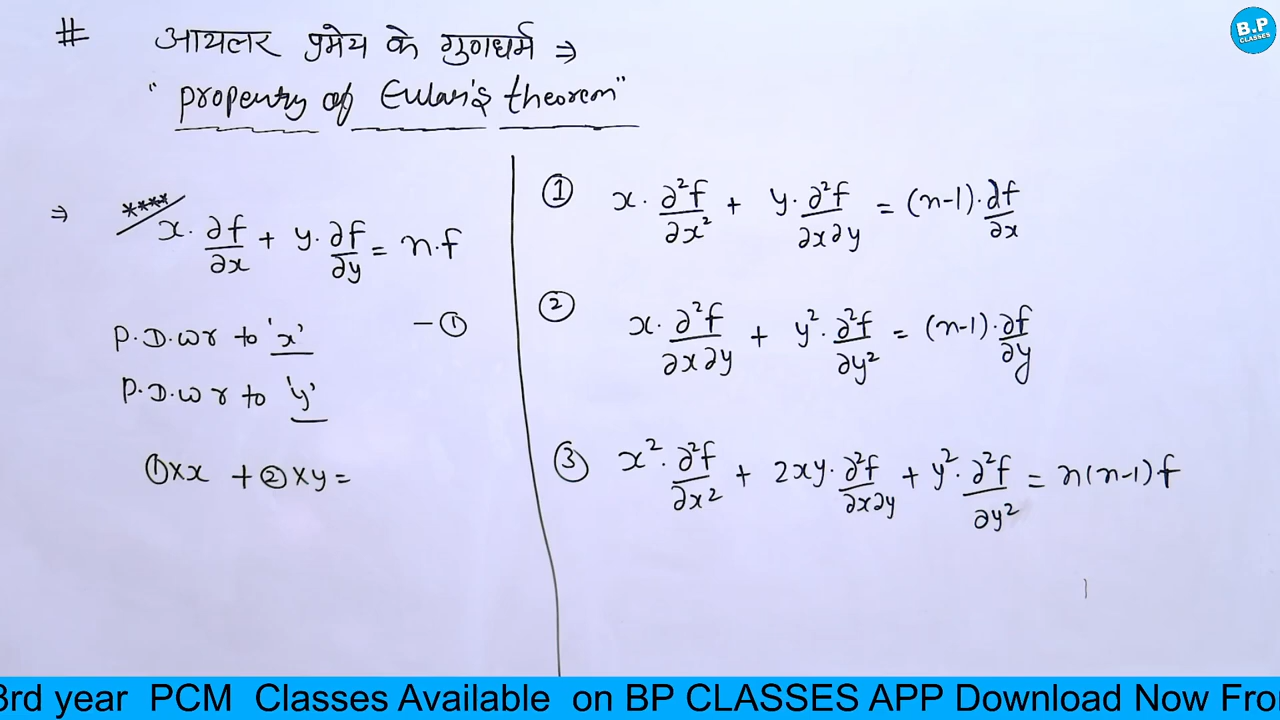 # आयलर प्रमेय के गुणधर्म ⇒
"property of Eular's theorem"
⇒ **** x·∂f/∂x + y·∂f/∂y = n·f
— ①
P.D.w r to 'x'
P.D.w r to 'y'
①×x + ②×y =
① x·∂²f/∂x² + y·∂²f/∂x∂y = (n-1)·∂f/∂x
② x·∂²f/∂x∂y + y²·∂²f/∂y² = (n-1)·∂f/∂y
③ x²·∂²f/∂x² + 2xy·∂²f/∂x∂y + y²·∂²f/∂y² = n(n-1)f
B.P
CLASSES
3rd year PCM Classes Available on BP CLASSES APP Download Now Fro